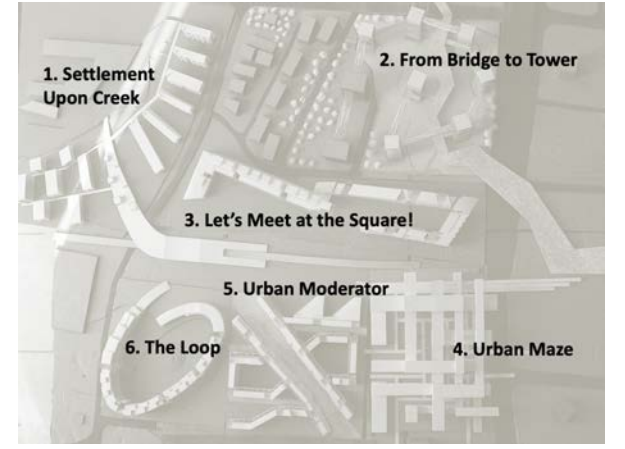 1. Settlement
Upon Creek
2. From Bridge to Tower
3. Let's Meet at the Square!
5. Urban Moderator
6. The Loop
4. Urban Maze